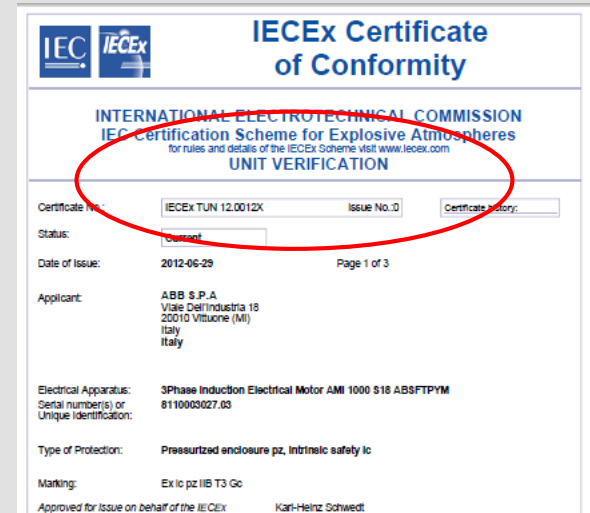 IEC IECEx
IECEx Certificate
of Conformity
INTERNATIONAL ELECTROTECHNICAL COMMISSION
IEC Certification Scheme for Explosive Atmospheres
for rules and details of the IECEx Scheme visit www.iecex.com
UNIT VERIFICATION
Certificate No.: IECEx TUN 12.0012X Issue No.:0 Certificate history:
Status: Current
Date of Issue: 2012-06-29 Page 1 of 3
Applicant: ABB S.P.A
Viale Dell'Industria 18
20010 Vittuone (MI)
Italy
Italy
Electrical Apparatus: 3Phase Induction Electrical Motor AMI 1000 S18 ABSFTPYM
Serial number(s) or 8110003027.03
Unique Identification:
Type of Protection: Pressurized enclosure pz, Intrinsic safety ic
Marking: Ex ic pz IIB T3 Gc
Approved for issue on behalf of the IECEx Karl-Heinz Schwedt